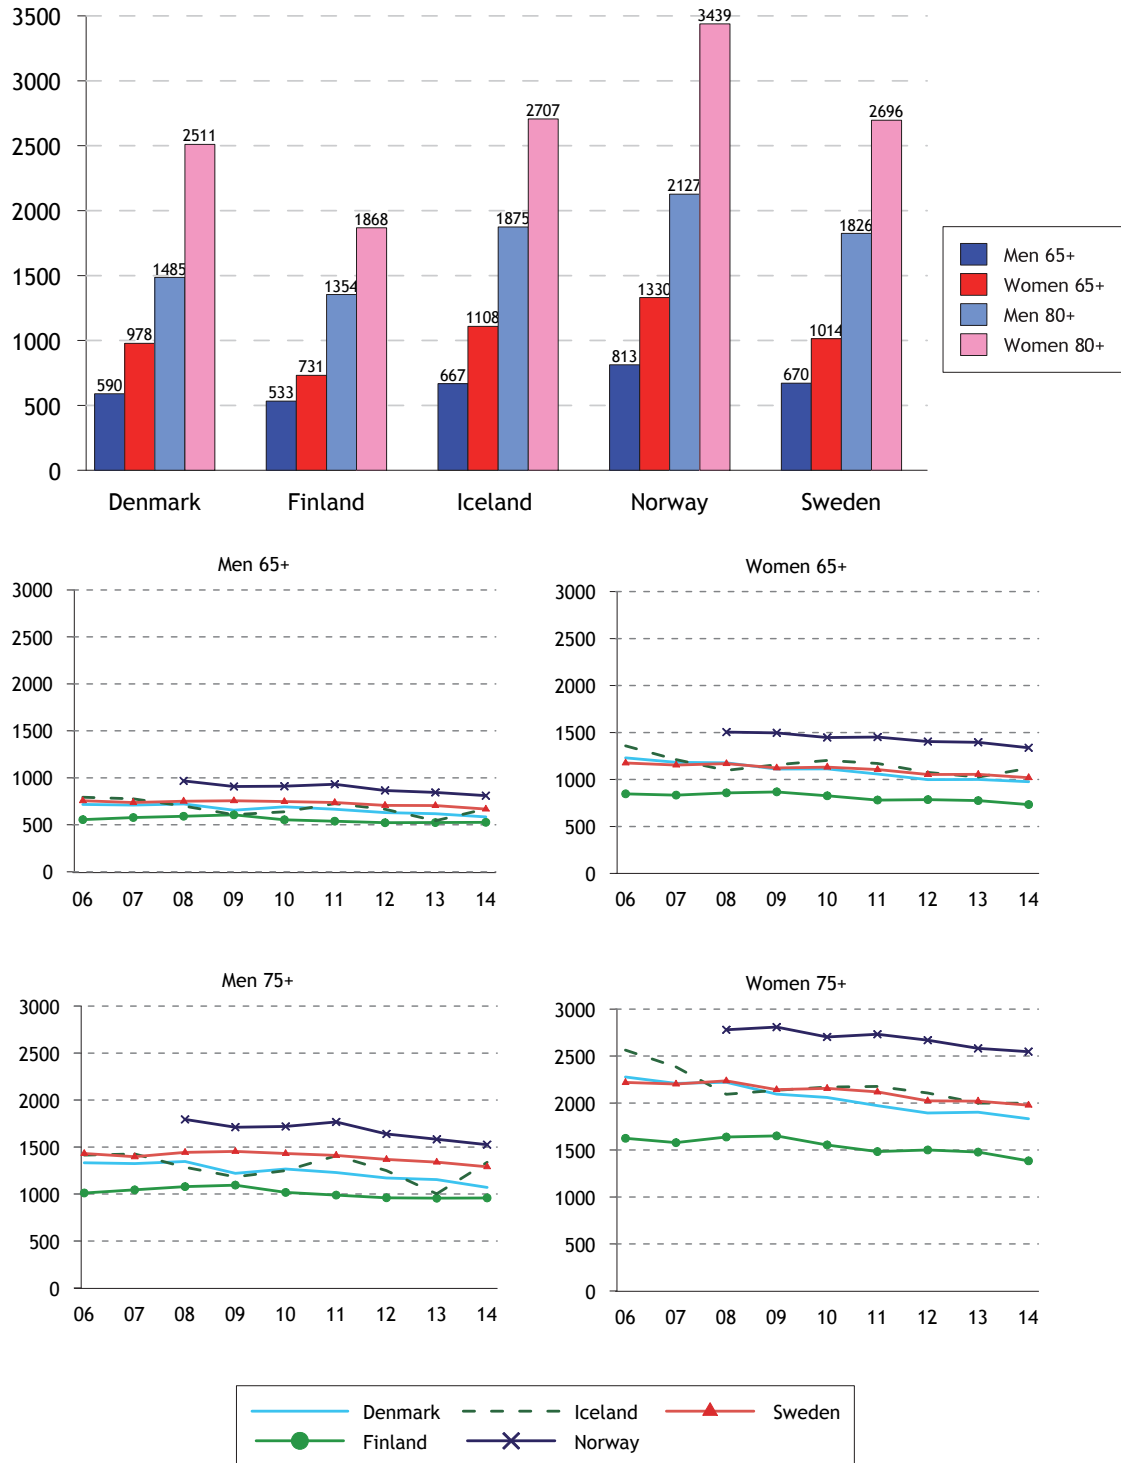 3500
3000
2500
2000
1500
1000
500
0
590 978 1485 2511
533 731 1354 1868
667 1108 1875 2707
813 1330 2127 3439
670 1014 1826 2696
Denmark Finland Iceland Norway Sweden
Men 65+
Women 65+
Men 80+
Women 80+
Men 65+
3000
2500
2000
1500
1000
500
0
06 07 08 09 10 11 12 13 14
Women 65+
3000
2500
2000
1500
1000
500
0
06 07 08 09 10 11 12 13 14
Men 75+
3000
2500
2000
1500
1000
500
0
06 07 08 09 10 11 12 13 14
Women 75+
3000
2500
2000
1500
1000
500
0
06 07 08 09 10 11 12 13 14
Denmark Iceland Sweden
Finland Norway